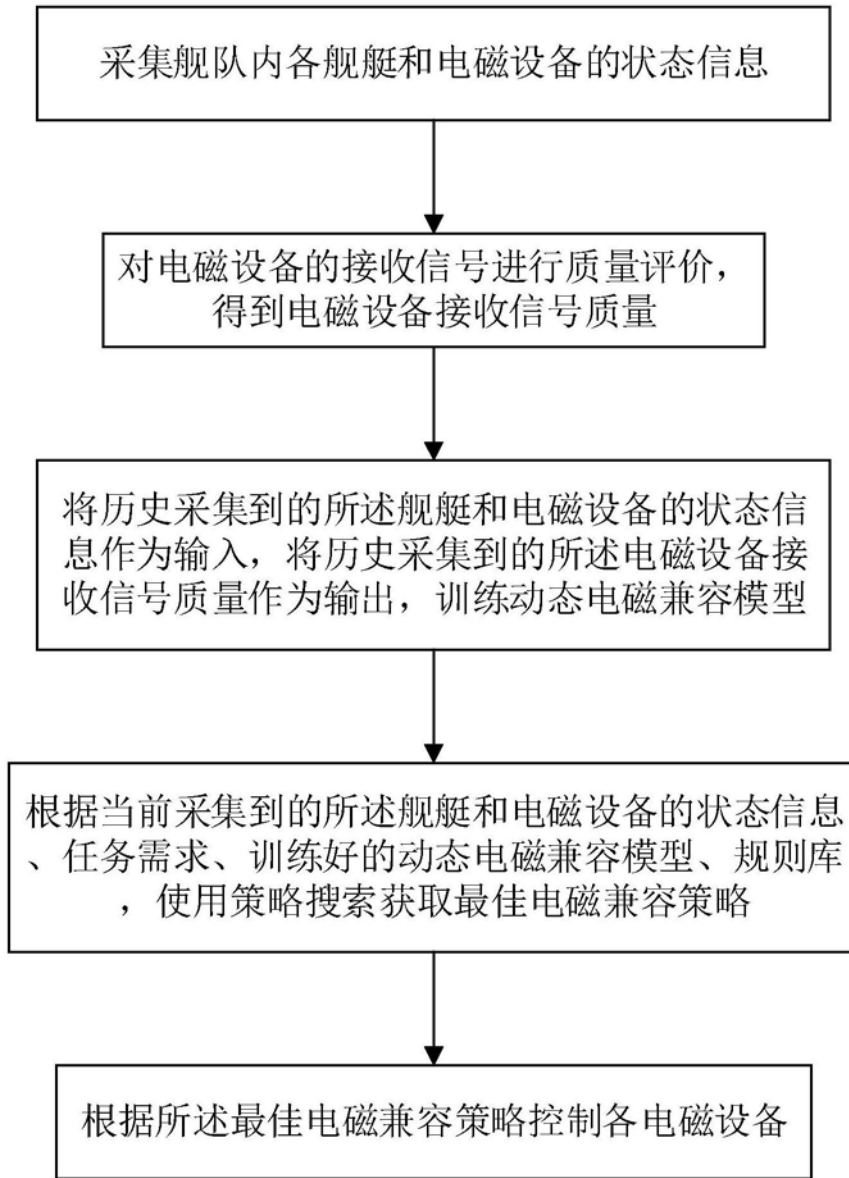 采集舰队内各舰艇和电磁设备的状态信息
对电磁设备的接收信号进行质量评价，
得到电磁设备接收信号质量
将历史采集到的所述舰艇和电磁设备的状态信
息作为输入，将历史采集到的所述电磁设备接
收信号质量作为输出，训练动态电磁兼容模型
根据当前采集到的所述舰艇和电磁设备的状态信息
、任务需求、训练好的动态电磁兼容模型、规则库
，使用策略搜索获取最佳电磁兼容策略
根据所述最佳电磁兼容策略控制各电磁设备